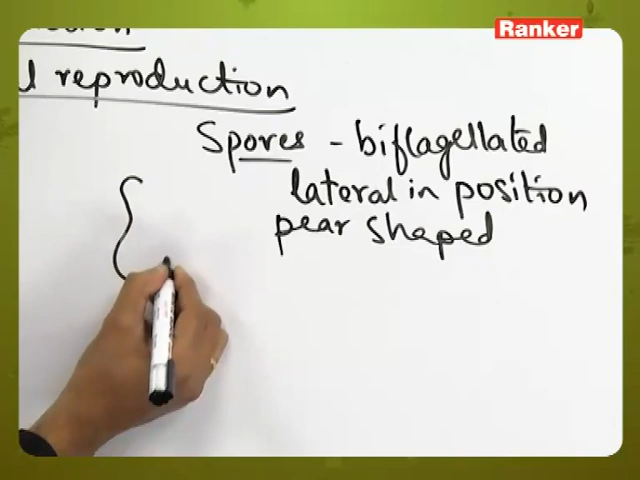 Ranker
reproduction
Spores - biflagellated
lateral in position
pear shaped